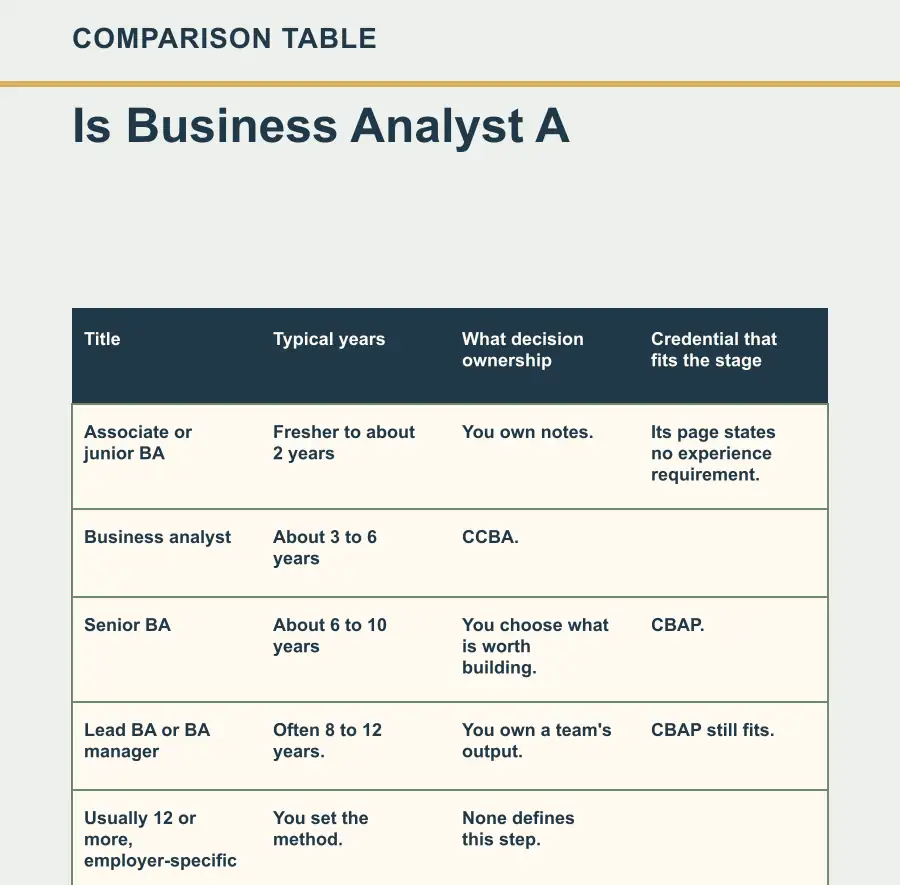 COMPARISON TABLE
Is Business Analyst A
Title
Typical years
What decision
ownership
Credential that
fits the stage
Associate or
junior BA
Fresher to about
2 years
You own notes.
Its page states
no experience
requirement.
Business analyst
About 3 to 6
years
CCBA.
Senior BA
About 6 to 10
years
You choose what
is worth
building.
CBAP.
Lead BA or BA
manager
Often 8 to 12
years.
You own a team's
output.
CBAP still fits.
Usually 12 or
more,
employer-specific
You set the
method.
None defines
this step.